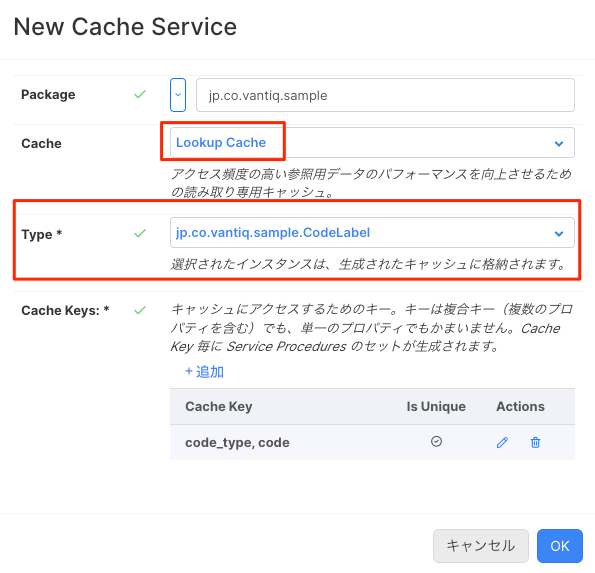 New Cache Service
Package
jp.co.vantiq.sample
Cache
Lookup Cache
アクセス頻度の高い参照用データのパフォーマンスを向上させるため
の読み取り専用キャッシュ。
Type *
jp.co.vantiq.sample.CodeLabel
選択されたインスタンスは、生成されたキャッシュに格納されます。
Cache Keys: *
キャッシュにアクセスするためのキー。キーは複合キー（複数のプロ
パティを含む）でも、単一のプロパティでもかまいません。Cache
Key 毎に Service Procedures のセットが生成されます。
+ 追加
Cache Key Is Unique Actions
code_type, code
キャンセル OK